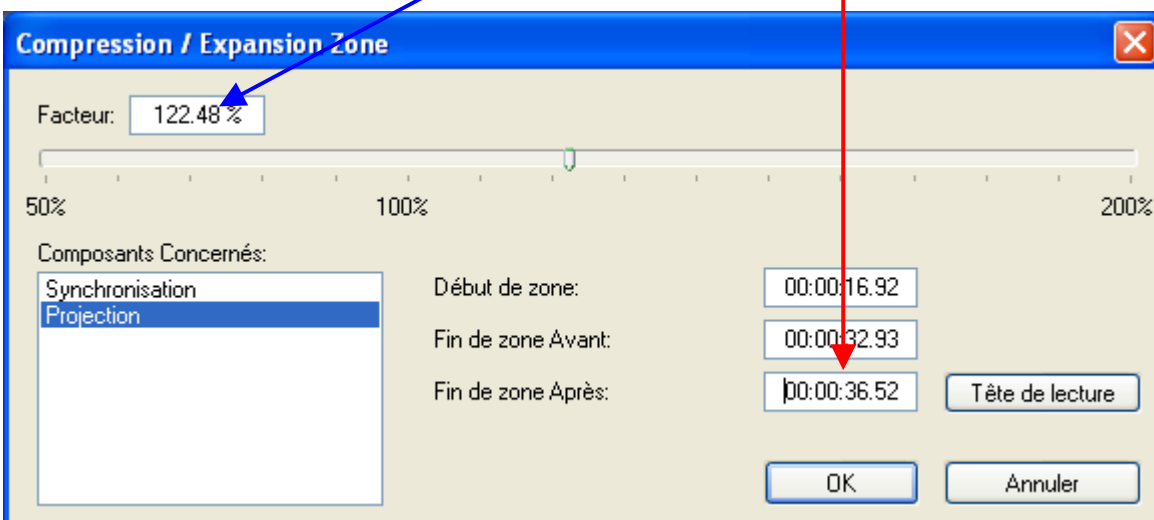 Compression / Expansion Zone
Facteur: 122.48 %
50% 100% 200%
Composants Concernés:
Synchronisation
Projection
Début de zone: 00:00:16.92
Fin de zone Avant: 00:00:32.93
Fin de zone Après: 00:00:36.52 Tête de lecture
OK Annuler